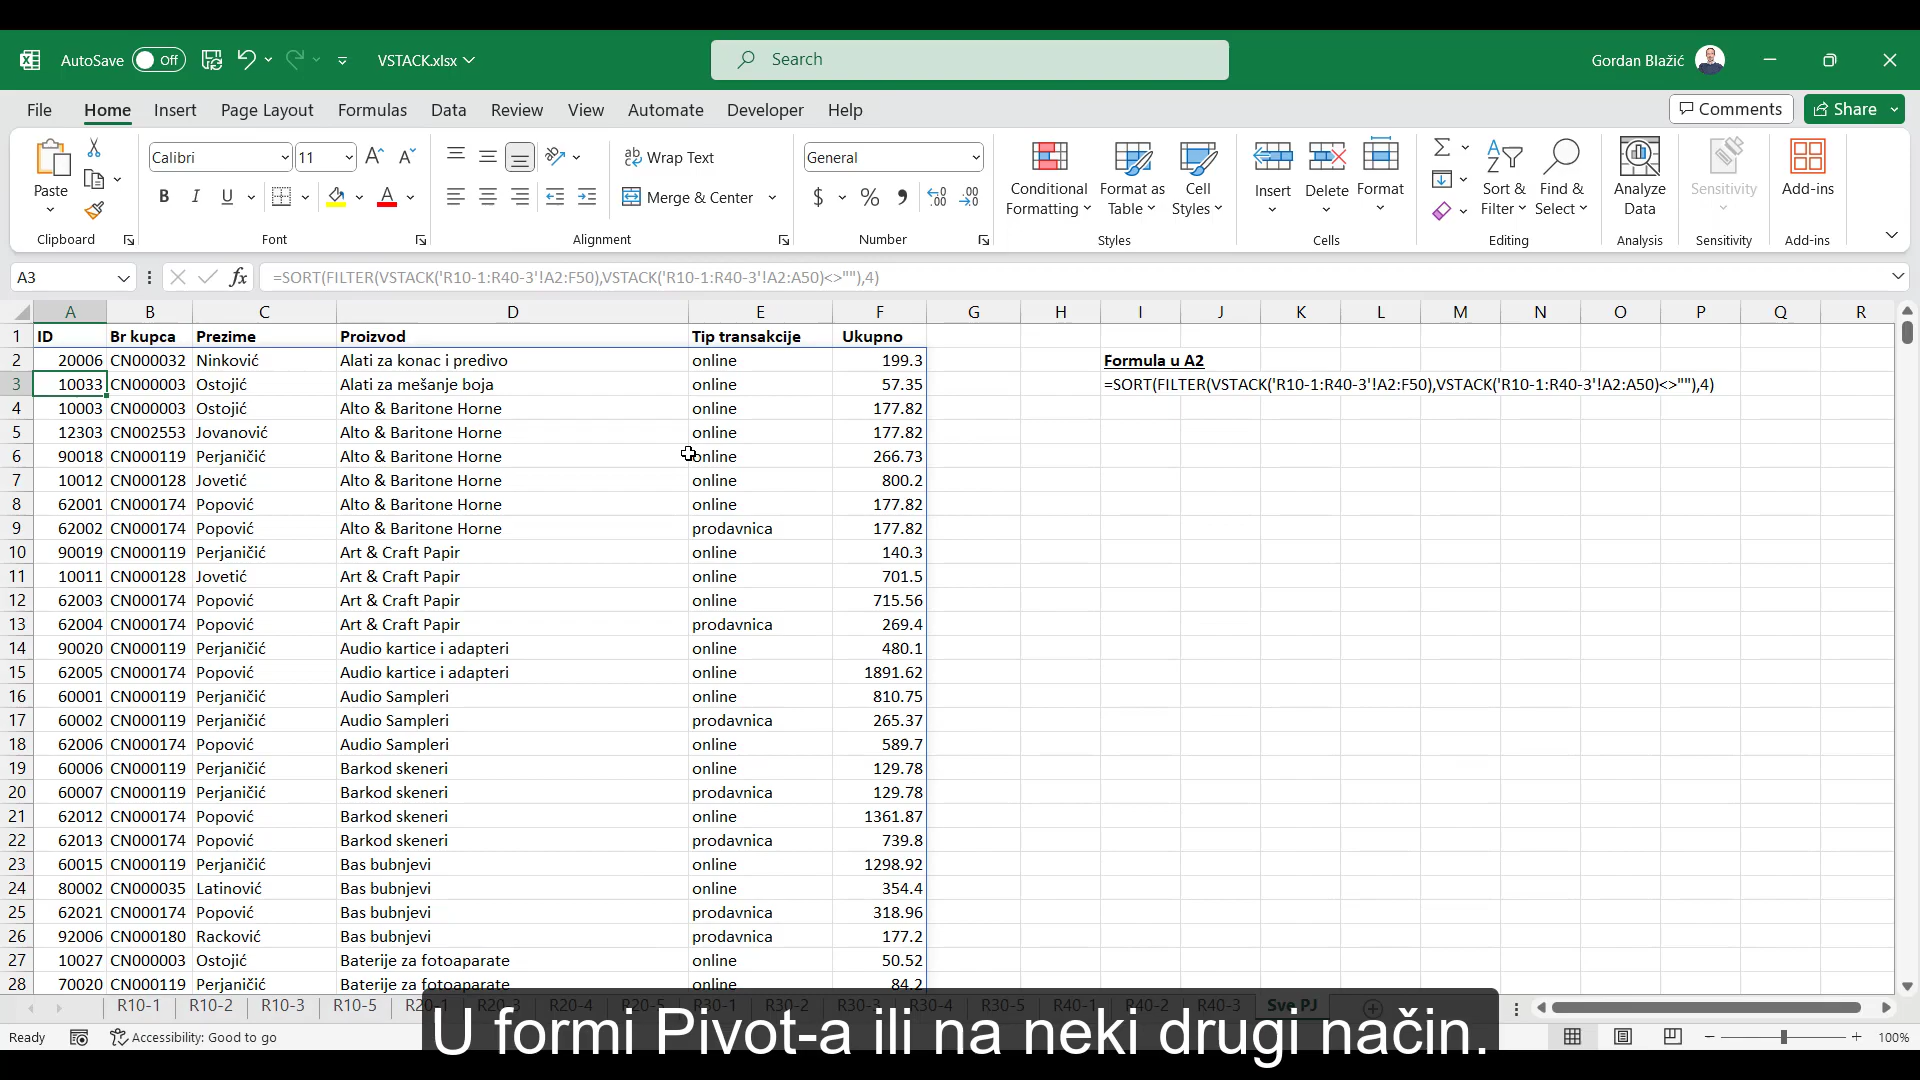 AutoSave Off VSTACK.xlsx Search Gordan Blažić
File Home Insert Page Layout Formulas Data Review View Automate Developer Help Comments Share
Calibri 11 Wrap Text General
Paste Merge & Center $ % Conditional Formatting Format as Table Cell Styles Insert Delete Format Sort & Filter Find & Select Analyze Data Sensitivity Add-ins
Clipboard Font Alignment Number Styles Cells Editing Analysis Sensitivity Add-ins
A3 fx =SORT(FILTER(VSTACK('R10-1:R40-3'!A2:F50),VSTACK('R10-1:R40-3'!A2:A50)<>""),4)
A B C D E F G H I J K L M N O P Q R
1 ID Br kupca Prezime Proizvod Tip transakcije Ukupno
2 20006 CN000032 Ninković Alati za konac i predivo online 199.3 Formula u A2
3 10033 CN000003 Ostojić Alati za mešanje boja online 57.35 =SORT(FILTER(VSTACK('R10-1:R40-3'!A2:F50),VSTACK('R10-1:R40-3'!A2:A50)<>""),4)
4 10003 CN000003 Ostojić Alto & Baritone Horne online 177.82
5 12303 CN002553 Jovanović Alto & Baritone Horne online 177.82
6 90018 CN000119 Perjaničić Alto & Baritone Horne online 266.73
7 10012 CN000128 Jovetić Alto & Baritone Horne online 800.2
8 62001 CN000174 Popović Alto & Baritone Horne online 177.82
9 62002 CN000174 Popović Alto & Baritone Horne prodavnica 177.82
10 90019 CN000119 Perjaničić Art & Craft Papir online 140.3
11 10011 CN000128 Jovetić Art & Craft Papir online 701.5
12 62003 CN000174 Popović Art & Craft Papir online 715.56
13 62004 CN000174 Popović Art & Craft Papir prodavnica 269.4
14 90020 CN000119 Perjaničić Audio kartice i adapteri online 480.1
15 62005 CN000174 Popović Audio kartice i adapteri online 1891.62
16 60001 CN000119 Perjaničić Audio Sampleri online 810.75
17 60002 CN000119 Perjaničić Audio Sampleri prodavnica 265.37
18 62006 CN000174 Popović Audio Sampleri online 589.7
19 60006 CN000119 Perjaničić Barkod skeneri online 129.78
20 60007 CN000119 Perjaničić Barkod skeneri prodavnica 129.78
21 62012 CN000174 Popović Barkod skeneri online 1361.87
22 62013 CN000174 Popović Barkod skeneri prodavnica 739.8
23 60015 CN000119 Perjaničić Bas bubnjevi online 1298.92
24 80002 CN000035 Latinović Bas bubnjevi online 354.4
25 62021 CN000174 Popović Bas bubnjevi prodavnica 318.96
26 92006 CN000180 Racković Bas bubnjevi prodavnica 177.2
27 10027 CN000003 Ostojić Baterije za fotoaparate online 50.52
28 70020 CN000119 Perjaničić Baterije za fotoaparate online 84.2
R10-1 R10-2 R10-3 R10-5 R20-1 R20-3 R20-4 R20-5 R30-1 R30-2 R30-3 R30-4 R30-5 R40-1 R40-2 R40-3 Sve PJ
Ready Accessibility: Good to go 100%
U formi Pivot-a ili na neki drugi način.